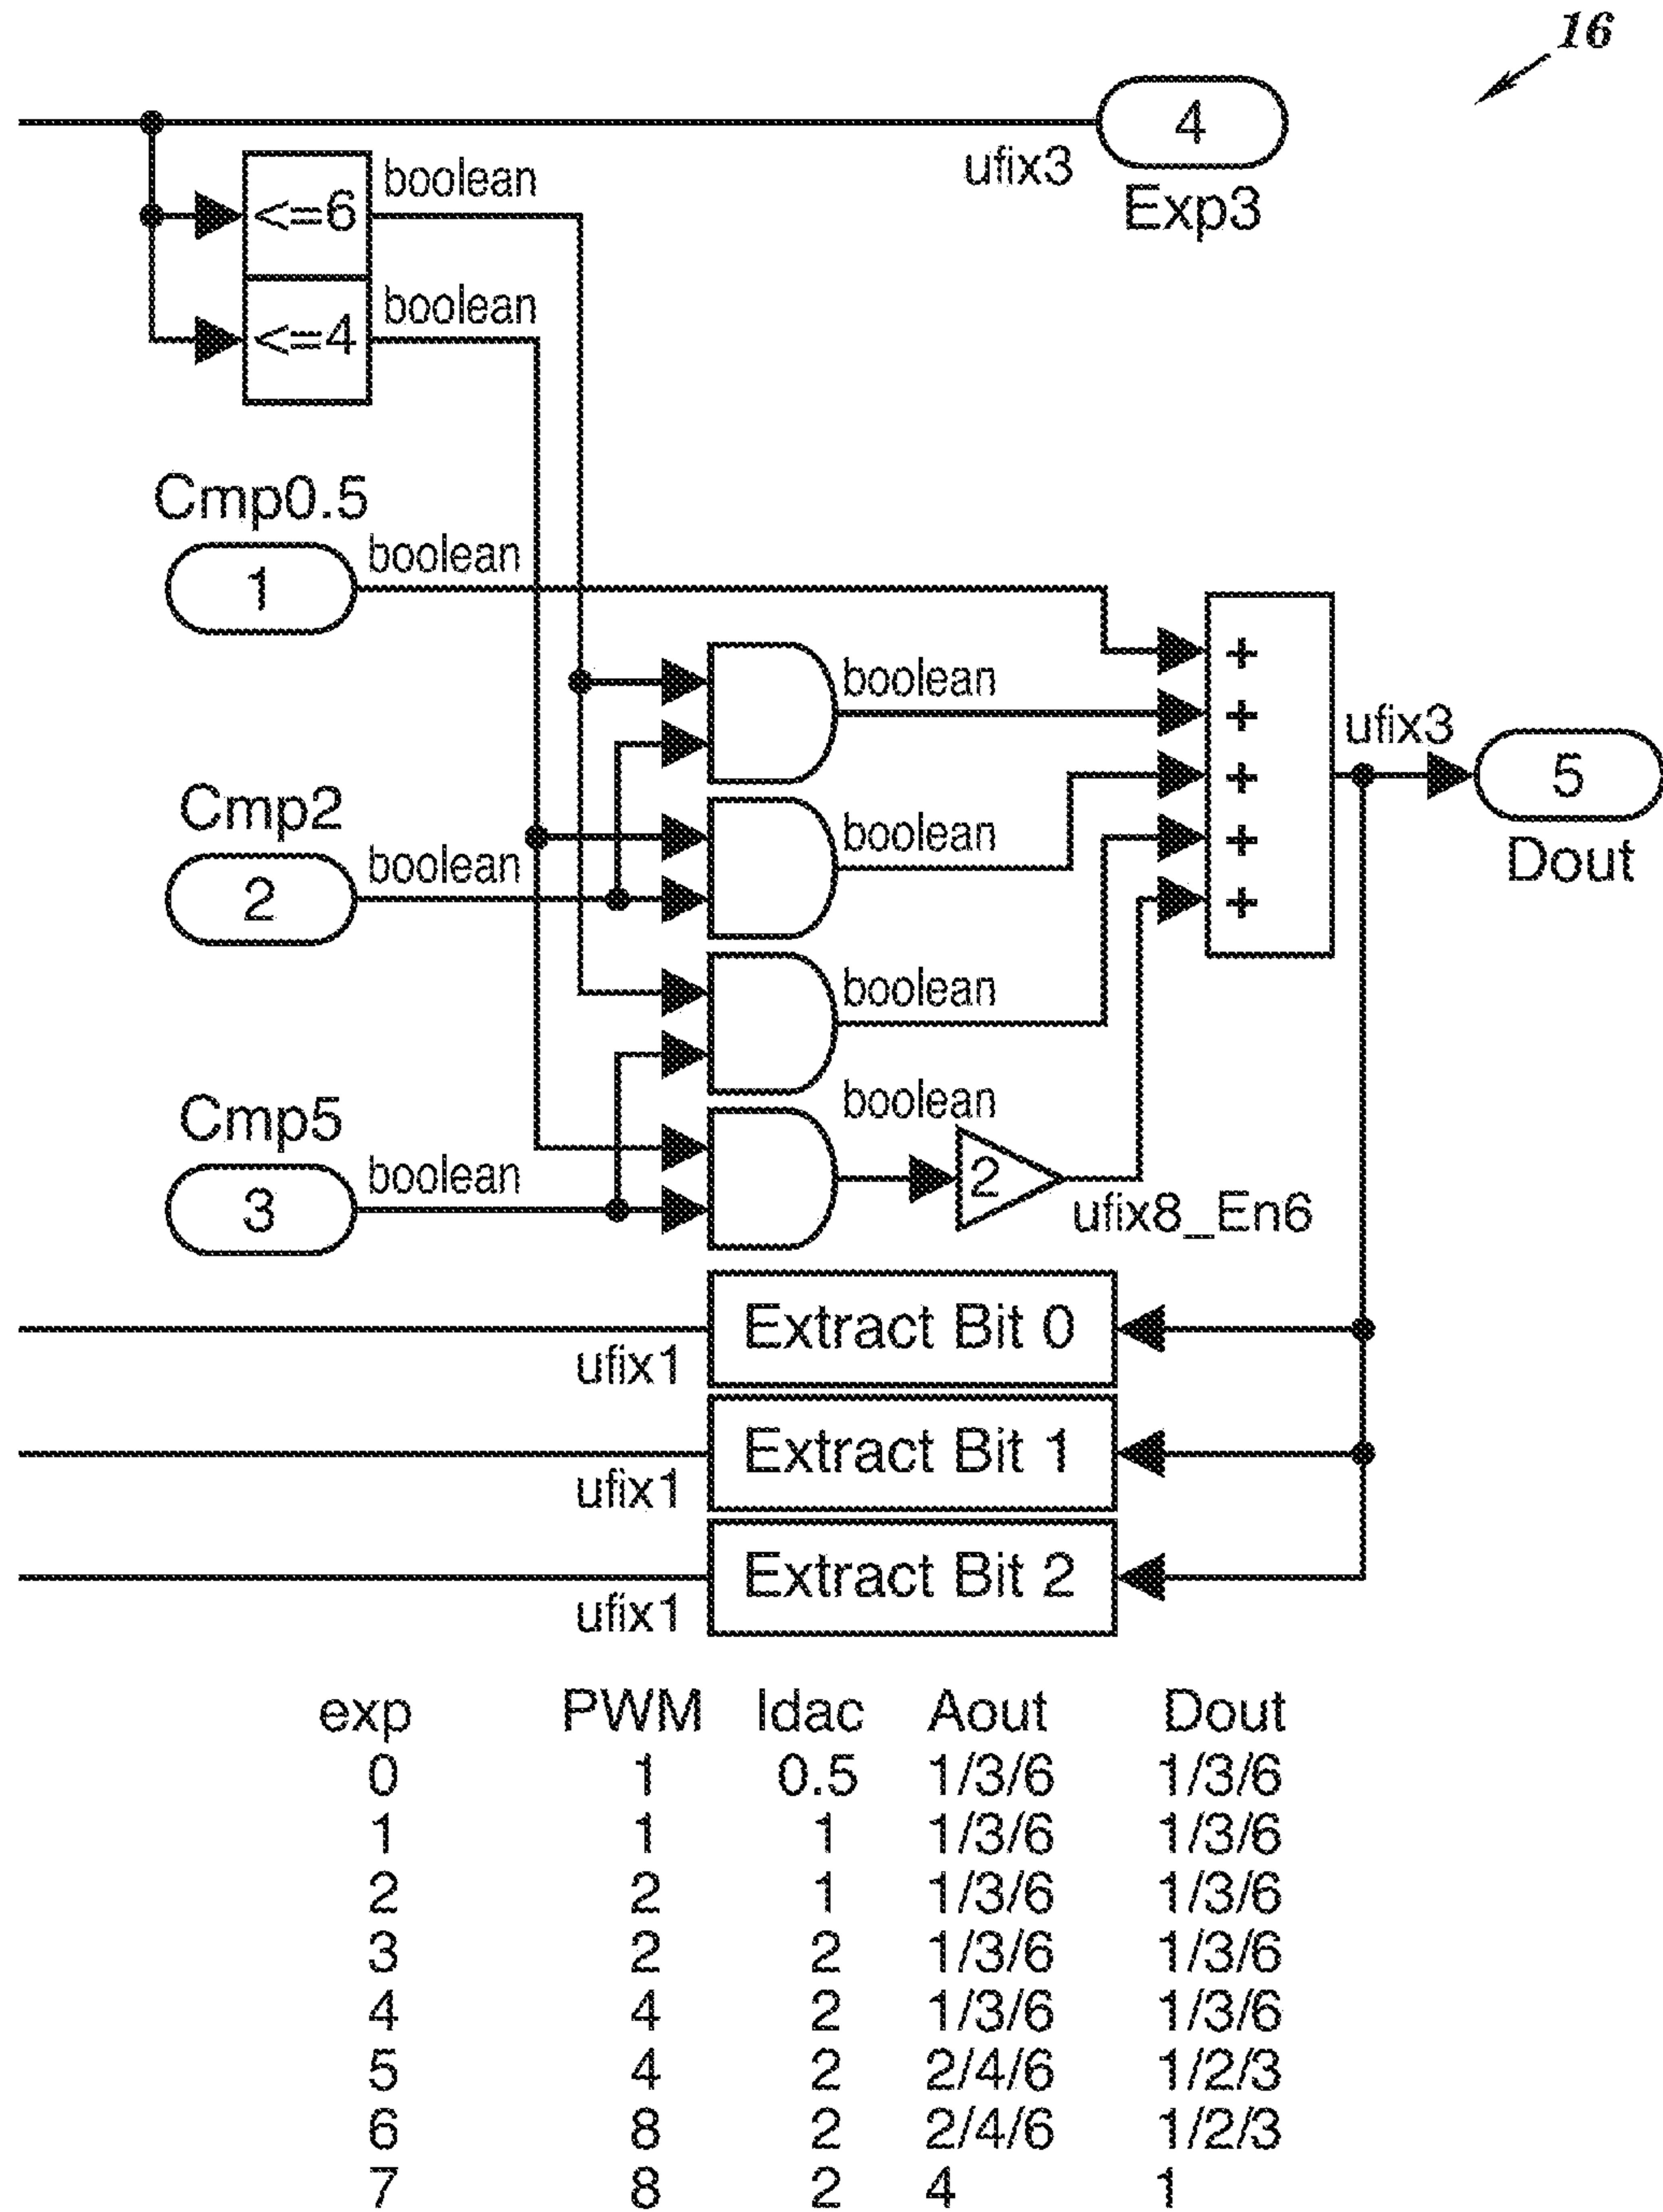 16
4
ufix3
Exp3
boolean
<=6
boolean
<=4
Cmp0.5
boolean
1
+
boolean
+
ufix3
+
5
Dout
Cmp2
boolean
+
boolean
2
+
boolean
Cmp5
boolean
boolean
3
2
ufix8_En6
Extract Bit 0
ufix1
Extract Bit 1
ufix1
Extract Bit 2
ufix1
exp PWM Idac Aout Dout
0 1 0.5 1/3/6 1/3/6
1 1 1 1/3/6 1/3/6
2 2 1 1/3/6 1/3/6
3 2 2 1/3/6 1/3/6
4 4 2 1/3/6 1/3/6
5 4 2 2/4/6 1/2/3
6 8 2 2/4/6 1/2/3
7 8 2 4 1